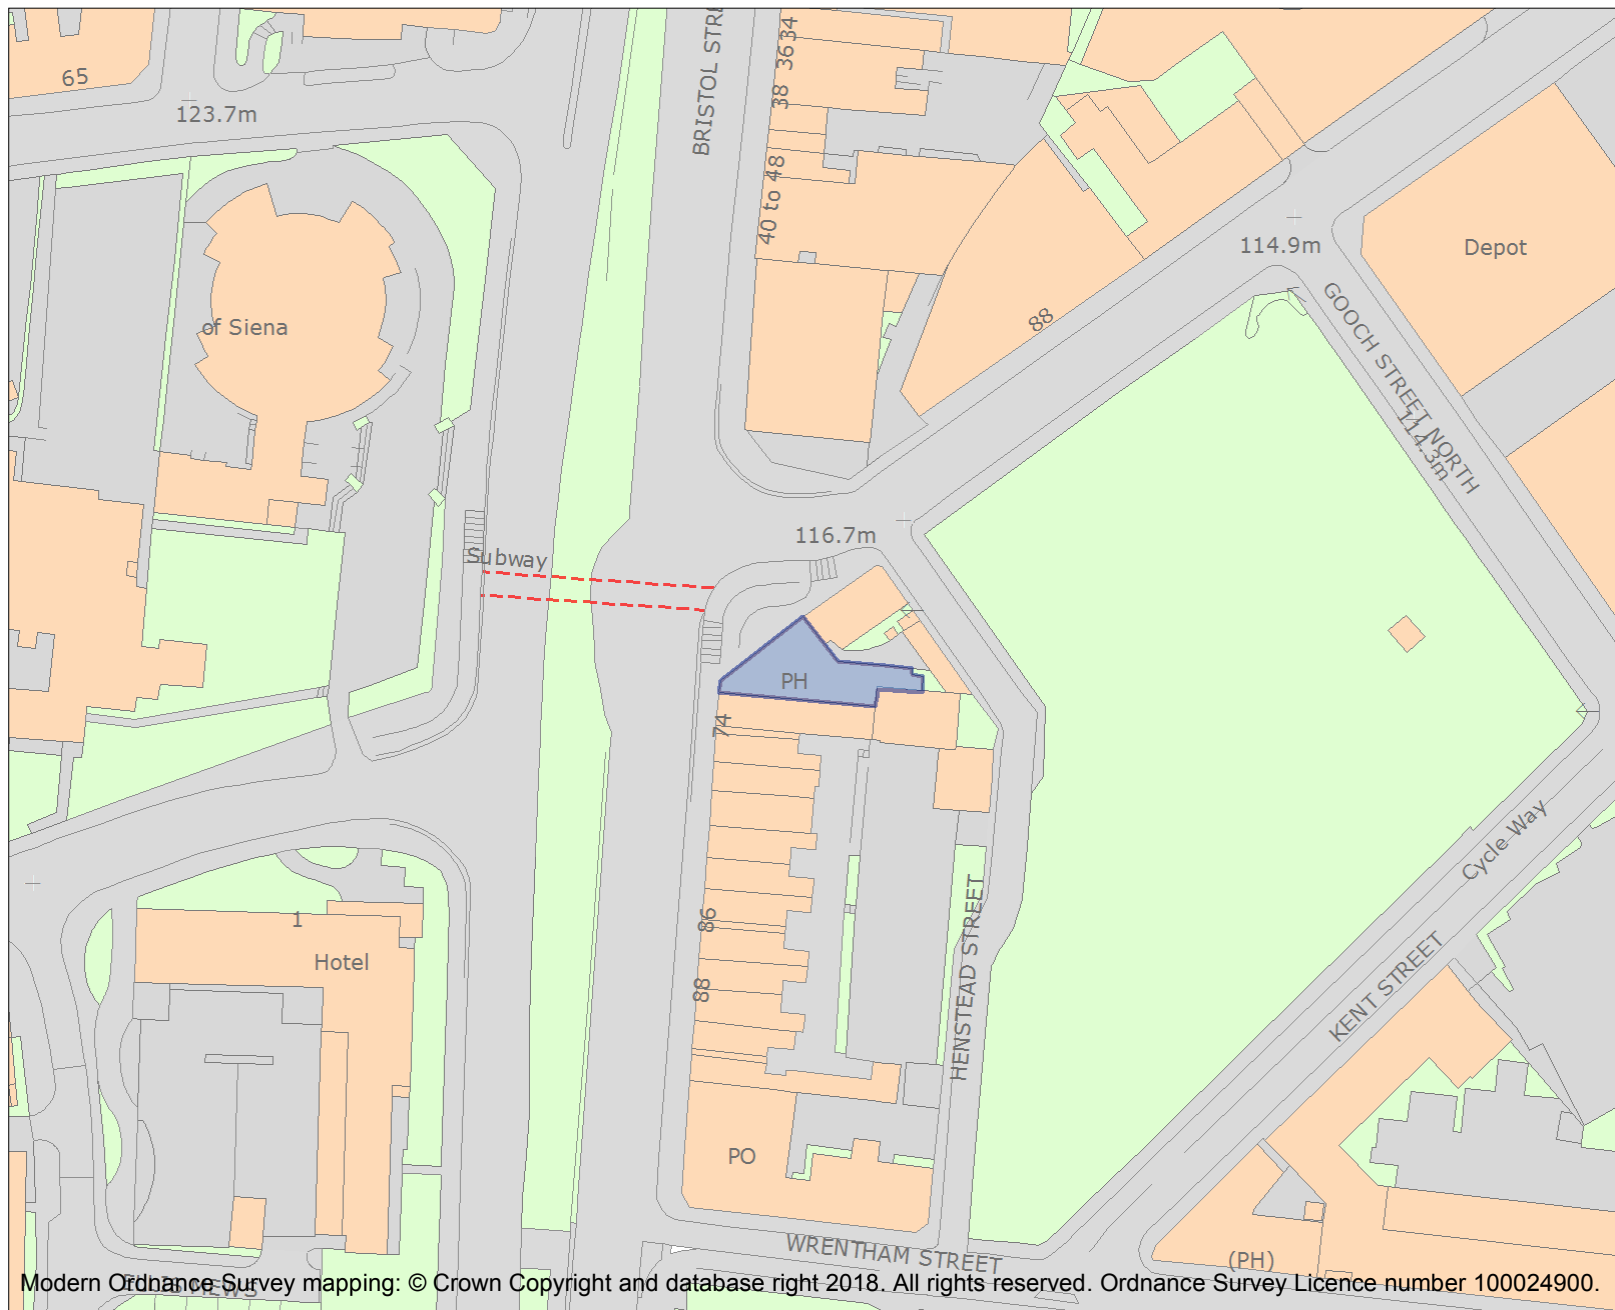 BRISTOL STRE
34
36
38
40 to 48
65
123.7m
of Siena
88
114.9m
Depot
GOOCH STREET NORTH
114.3m
116.7m
Subway
PH
74
86
88
1
Hotel
HENSTEAD STREET
Cycle Way
KENT STREET
PO
WRENTHAM STREET
(PH)
ELLIS MEWS
Modern Ordnance Survey mapping: © Crown Copyright and database right 2018. All rights reserved. Ordnance Survey Licence number 100024900.